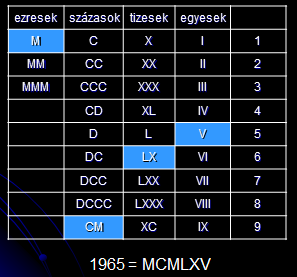 ezresek százasok tizesek egyesek
M C X I 1
MM CC XX II 2
MMM CCC XXX III 3
CD XL IV 4
D L V 5
DC LX VI 6
DCC LXX VII 7
DCCC LXXX VIII 8
CM XC IX 9
1965 = MCMLXV